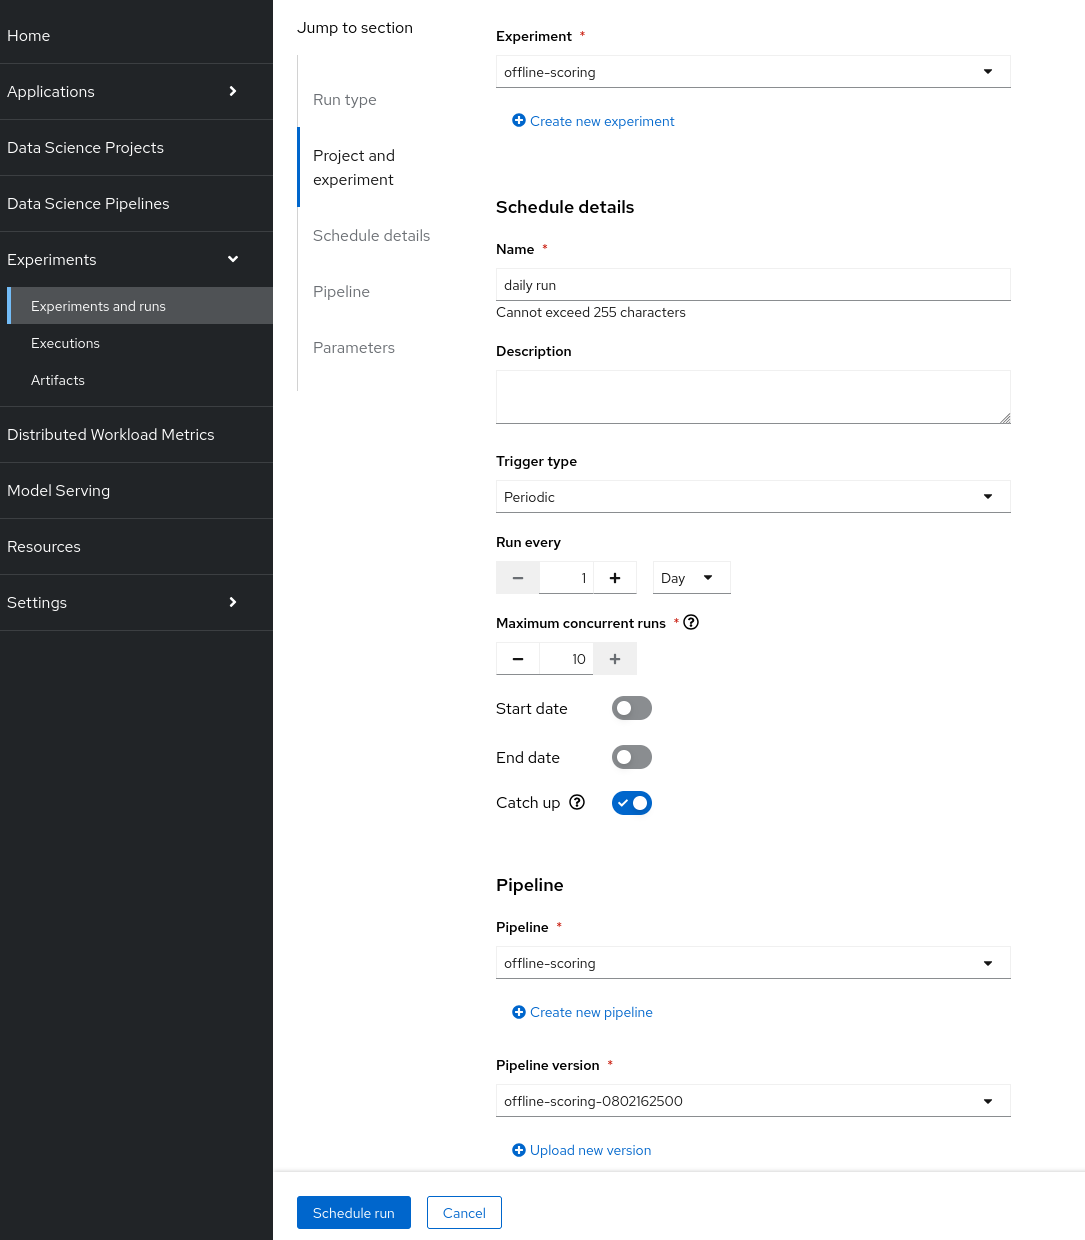 Home
Applications
Data Science Projects
Data Science Pipelines
Experiments
Experiments and runs
Executions
Artifacts
Distributed Workload Metrics
Model Serving
Resources
Settings
Jump to section
Run type
Project and
experiment
Schedule details
Pipeline
Parameters
Experiment *
offline-scoring
Create new experiment
Schedule details
Name *
daily run
Cannot exceed 255 characters
Description
Trigger type
Periodic
Run every
1 Day
Maximum concurrent runs *
10
Start date
End date
Catch up
Pipeline
Pipeline *
offline-scoring
Create new pipeline
Pipeline version *
offline-scoring-0802162500
Upload new version
Schedule run Cancel